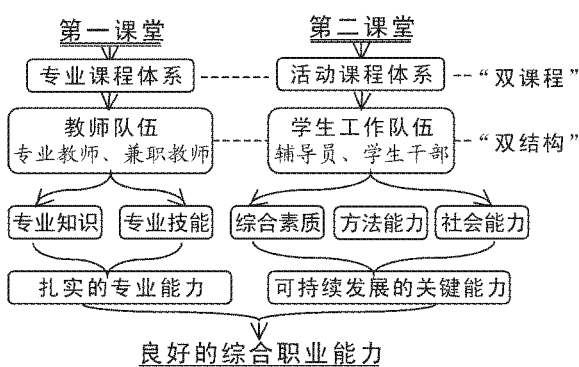 第一课堂 第二课堂
专业课程体系 活动课程体系 “双课程”
教师队伍 学生工作队伍
专业教师、兼职教师 辅导员、学生干部 “双结构”
专业知识 专业技能 综合素质 方法能力 社会能力
扎实的专业能力 可持续发展的关键能力
良好的综合职业能力